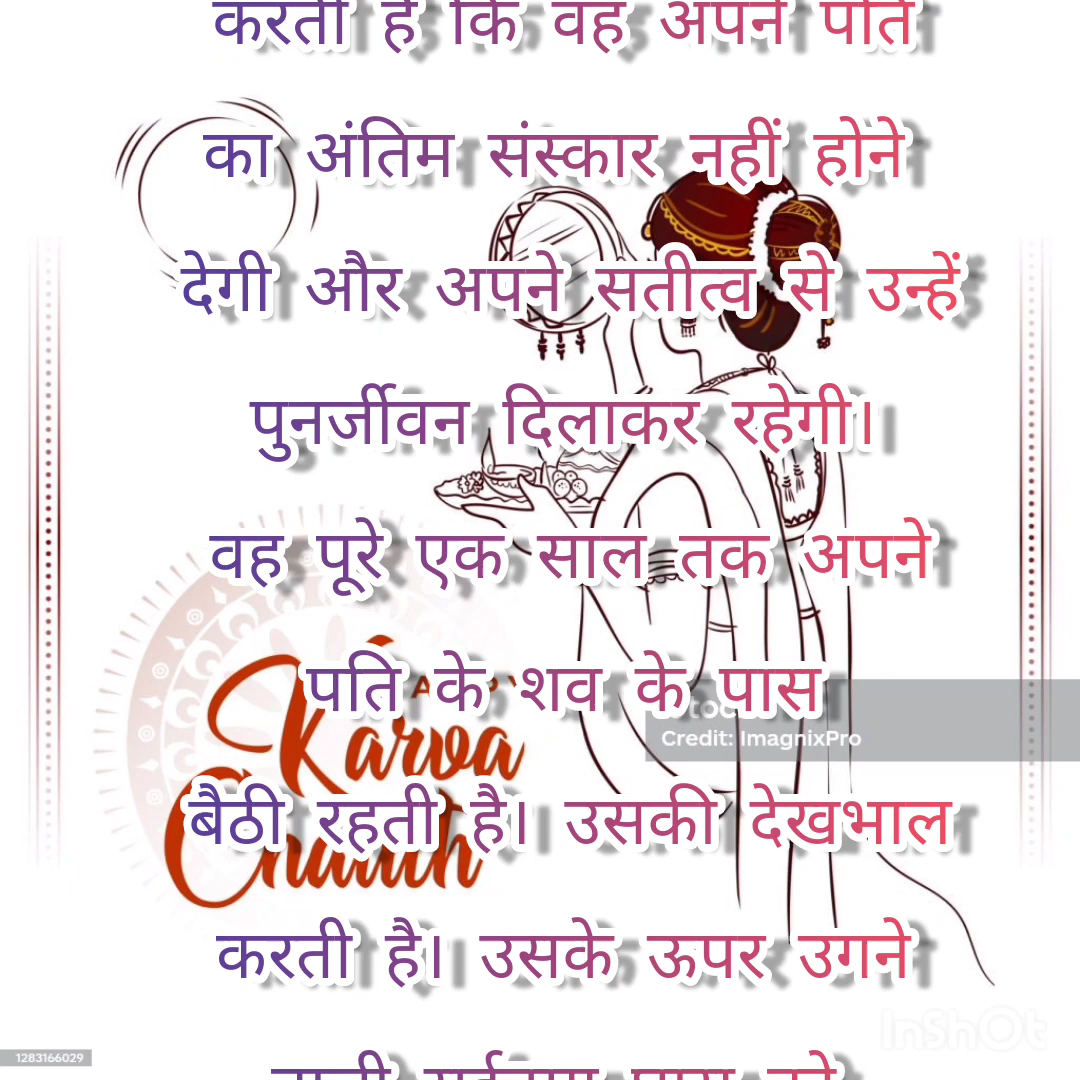 करती है कि वह अपने पति
का अंतिम संस्कार नहीं होने
देगी और अपने सतीत्व से उन्हें
पुनर्जीवन दिलाकर रहेगी।
वह पूरे एक साल तक अपने
पति के शव के पास
Karva
Credit: ImagnixPro
बैठी रहती है। उसकी देखभाल
Chauth
करती है। उसके ऊपर उगने
InShOt
1283166029